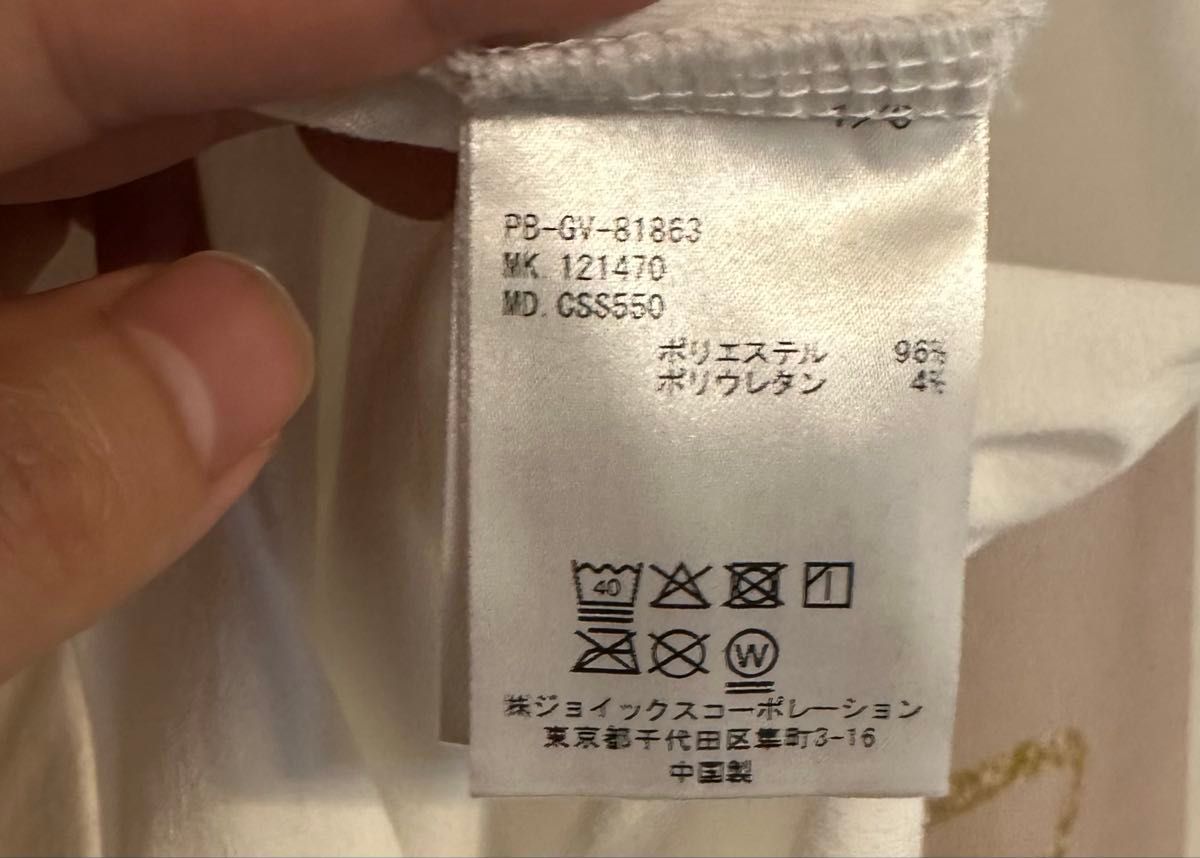 PB-GV-81863
MK. 121470
MD. CSS550
ポリエステル 96%
ポリウレタン 4%
40
W
㈱ジョイックスコーポレーション
東京都千代田区隼町3-16
中国製